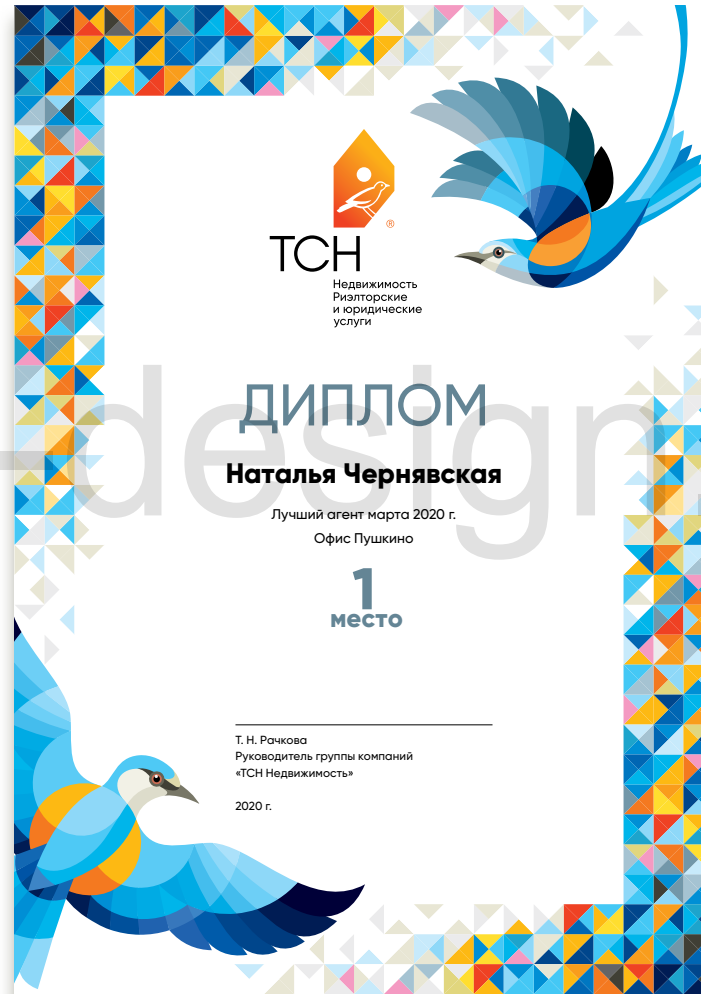 ®
ТСН
Недвижимость
Риэлторские
и юридические
услуги
ДИПЛОМ
-design
Наталья Чернявская
Лучший агент марта 2020 г.
Офис Пушкино
1
место
Т. Н. Рачкова
Руководитель группы компаний
«ТСН Недвижимость»
2020 г.